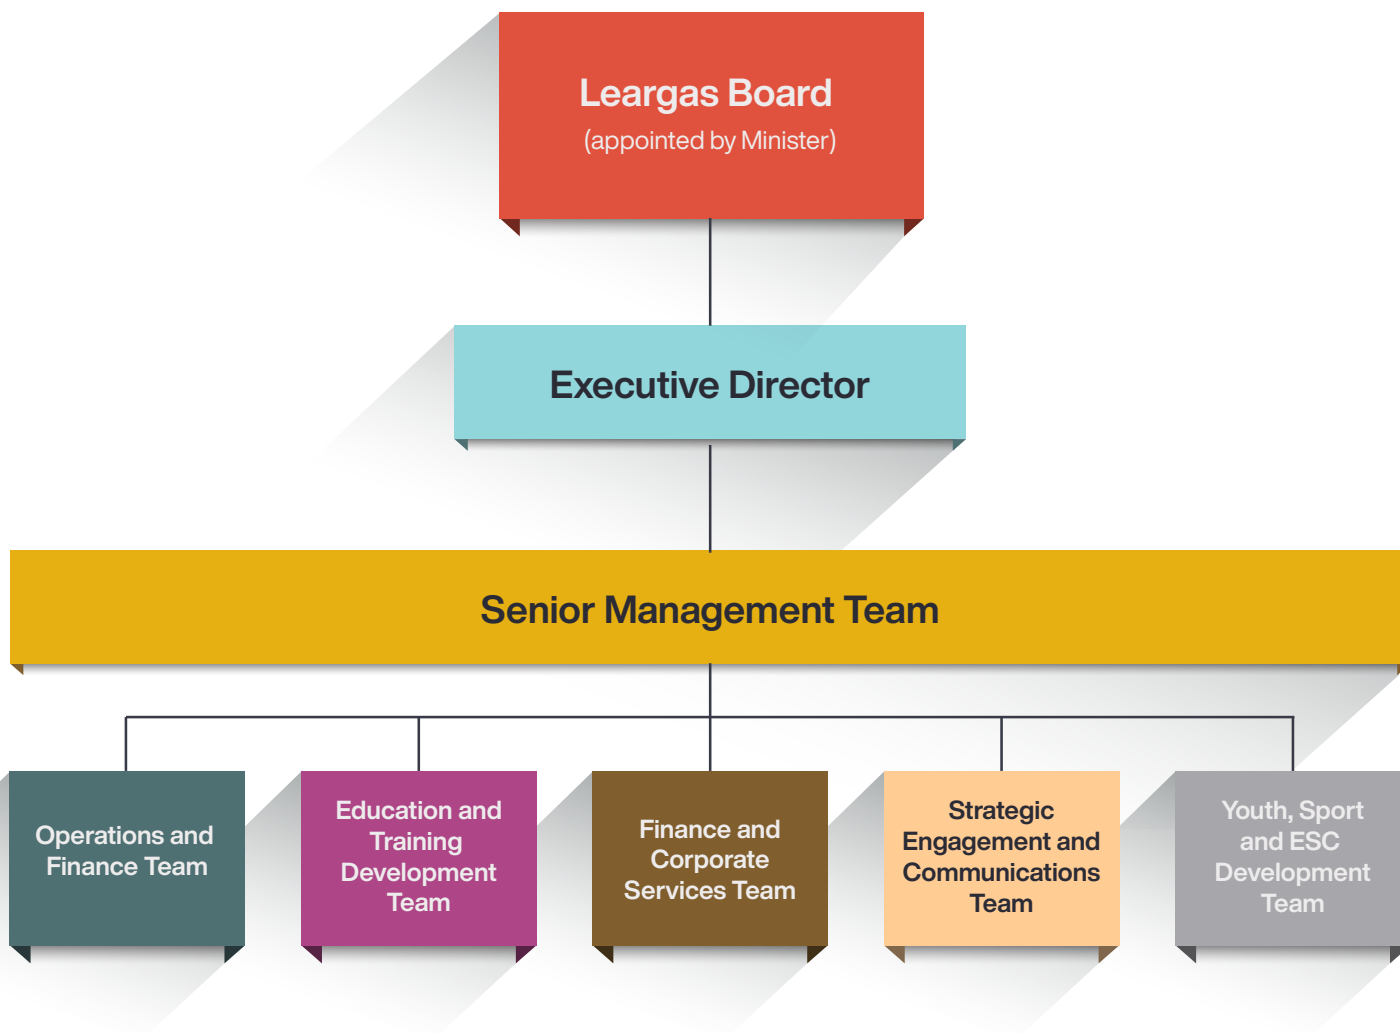 Leargas Board
(appointed by Minister)
Executive Director
Senior Management Team
Operations and
Finance Team
Education and
Training
Development
Team
Finance and
Corporate
Services Team
Strategic
Engagement and
Communications
Team
Youth, Sport
and ESC
Development
Team